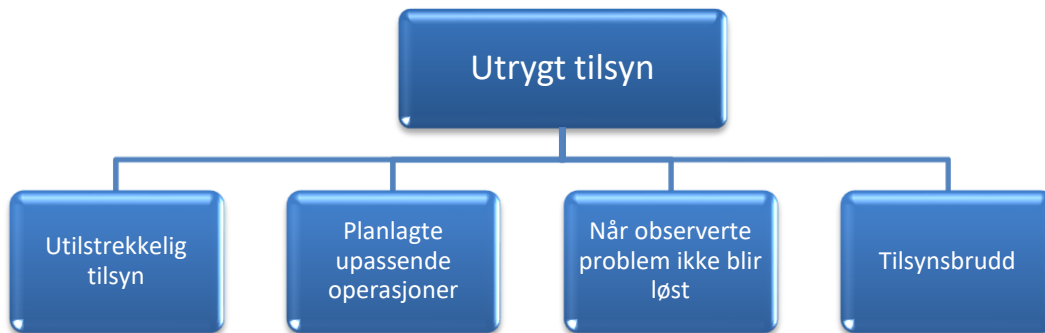 Utrygt tilsyn
Utilstrekkelig
tilsyn
Planlagte
upassende
operasjoner
Når observerte
problem ikke blir
løst
Tilsynsbrudd